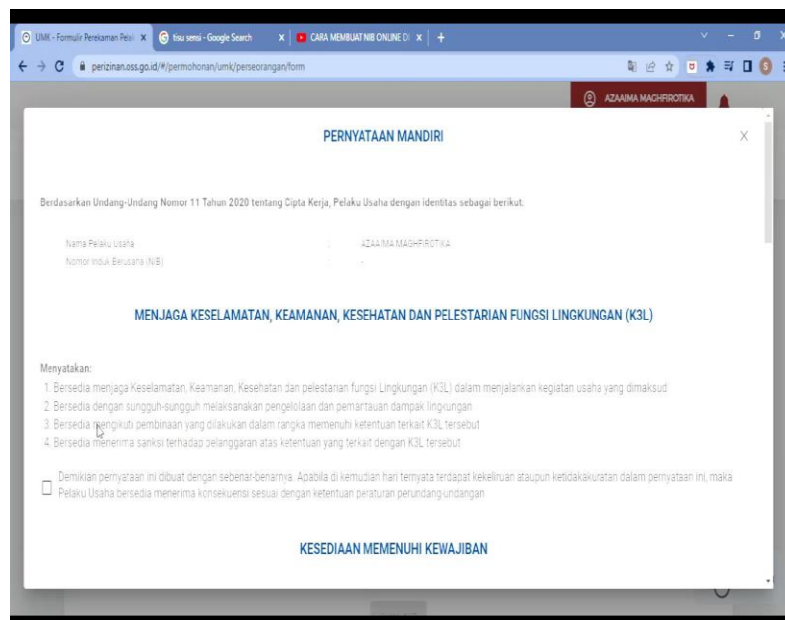 UMK - Formulir Perekaman Pelak
tisu sensi - Google Search
CARA MEMBUAT NIB ONLINE DI
perizinan.oss.go.id/#/permohonan/umk/perseorangan/form
AZAAIMA MAGHFIROTIKA
PERNYATAAN MANDIRI
Berdasarkan Undang-Undang Nomor 11 Tahun 2020 tentang Cipta Kerja, Pelaku Usaha dengan identitas sebagai berikut.
Nama Pelaku Usaha : AZAAIMA MAGHFIROTIKA
Nomor Induk Berusaha (NIB) : -
MENJAGA KESELAMATAN, KEAMANAN, KESEHATAN DAN PELESTARIAN FUNGSI LINGKUNGAN (K3L)
Menyatakan:
1. Bersedia menjaga Keselamatan, Keamanan, Kesehatan dan pelestarian fungsi Lingkungan (K3L) dalam menjalankan kegiatan usaha yang dimaksud
2. Bersedia dengan sungguh-sungguh melaksanakan pengelolaan dan pemantauan dampak lingkungan
3. Bersedia mengikuti pembinaan yang dilakukan dalam rangka memenuhi ketentuan terkait K3L tersebut
4. Bersedia menerima sanksi terhadap pelanggaran atas ketentuan yang terkait dengan K3L tersebut
Demikian pernyataan ini dibuat dengan sebenar-benarnya. Apabila di kemudian hari ternyata terdapat kekeliruan ataupun ketidakakuratan dalam pernyataan ini, maka
Pelaku Usaha bersedia menerima konsekuensi sesuai dengan ketentuan peraturan perundang-undangan
KESEDIAAN MEMENUHI KEWAJIBAN